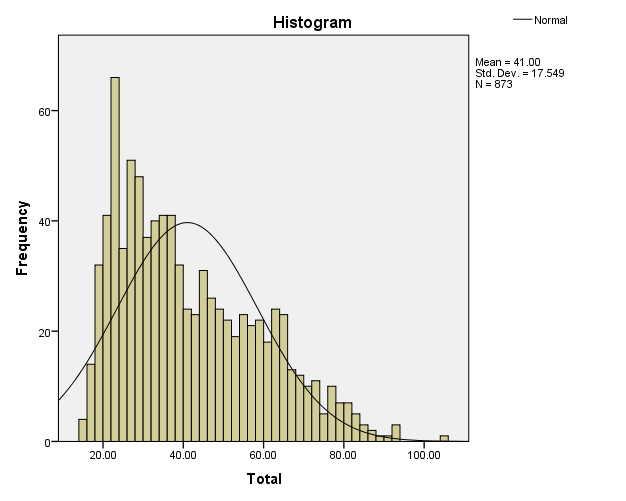 Histogram
Normal
Mean = 41.00
Std. Dev. = 17.549
N = 873
Frequency
60
40
20
0
20.00 40.00 60.00 80.00 100.00
Total